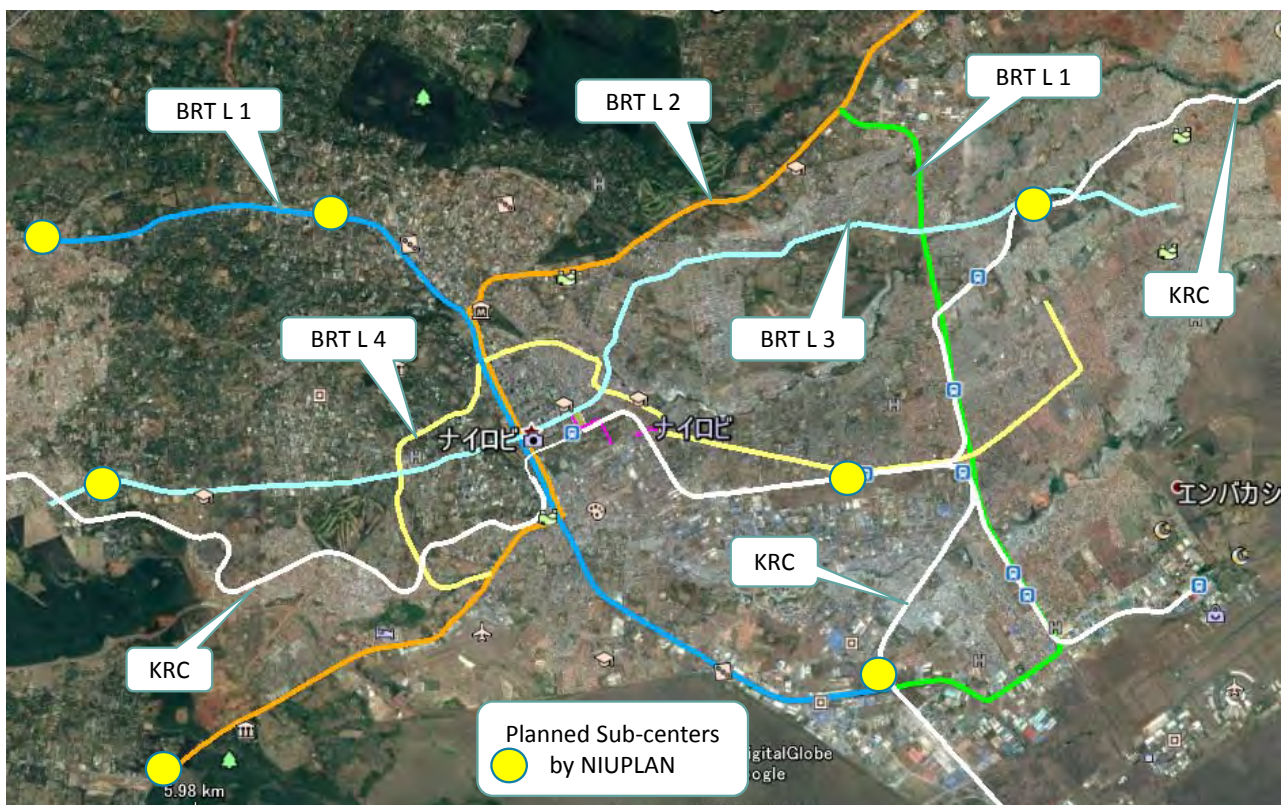 BRT L 1
BRT L 2
BRT L 1
BRT L 4
BRT L 3
KRC
ナイロビ
ナイロビ
エンバカシ
KRC
KRC
Planned Sub-centers
by NIUPLAN
5.98 km
igitalGlobe
ogle